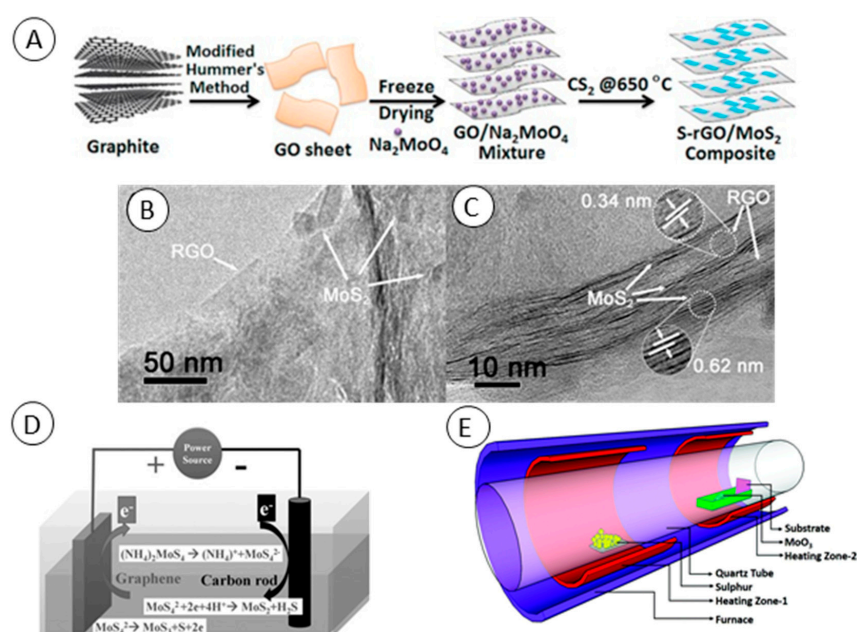 A
Graphite
Modified
Hummer's
Method
GO sheet
Freeze
Drying
Na₂MoO₄
GO/Na₂MoO₄
Mixture
CS₂ @650 °C
S-rGO/MoS₂
Composite
B
RGO
MoS₂
50 nm
C
0.34 nm
RGO
MoS₂
0.62 nm
10 nm
D
Power
Source
+
-
e⁻
e⁻
(NH₄)₂MoS₄ → (NH₄)⁺+MoS₄²⁻
Graphene
Carbon rod
MoS₄²+2e+4H⁺→ MoS₂+H₂S
MoS₄²→ MoS₃+S+2e
E
Substrate
MoO₃
Heating Zone-2
Quartz Tube
Sulphur
Heating Zone-1
Furnace